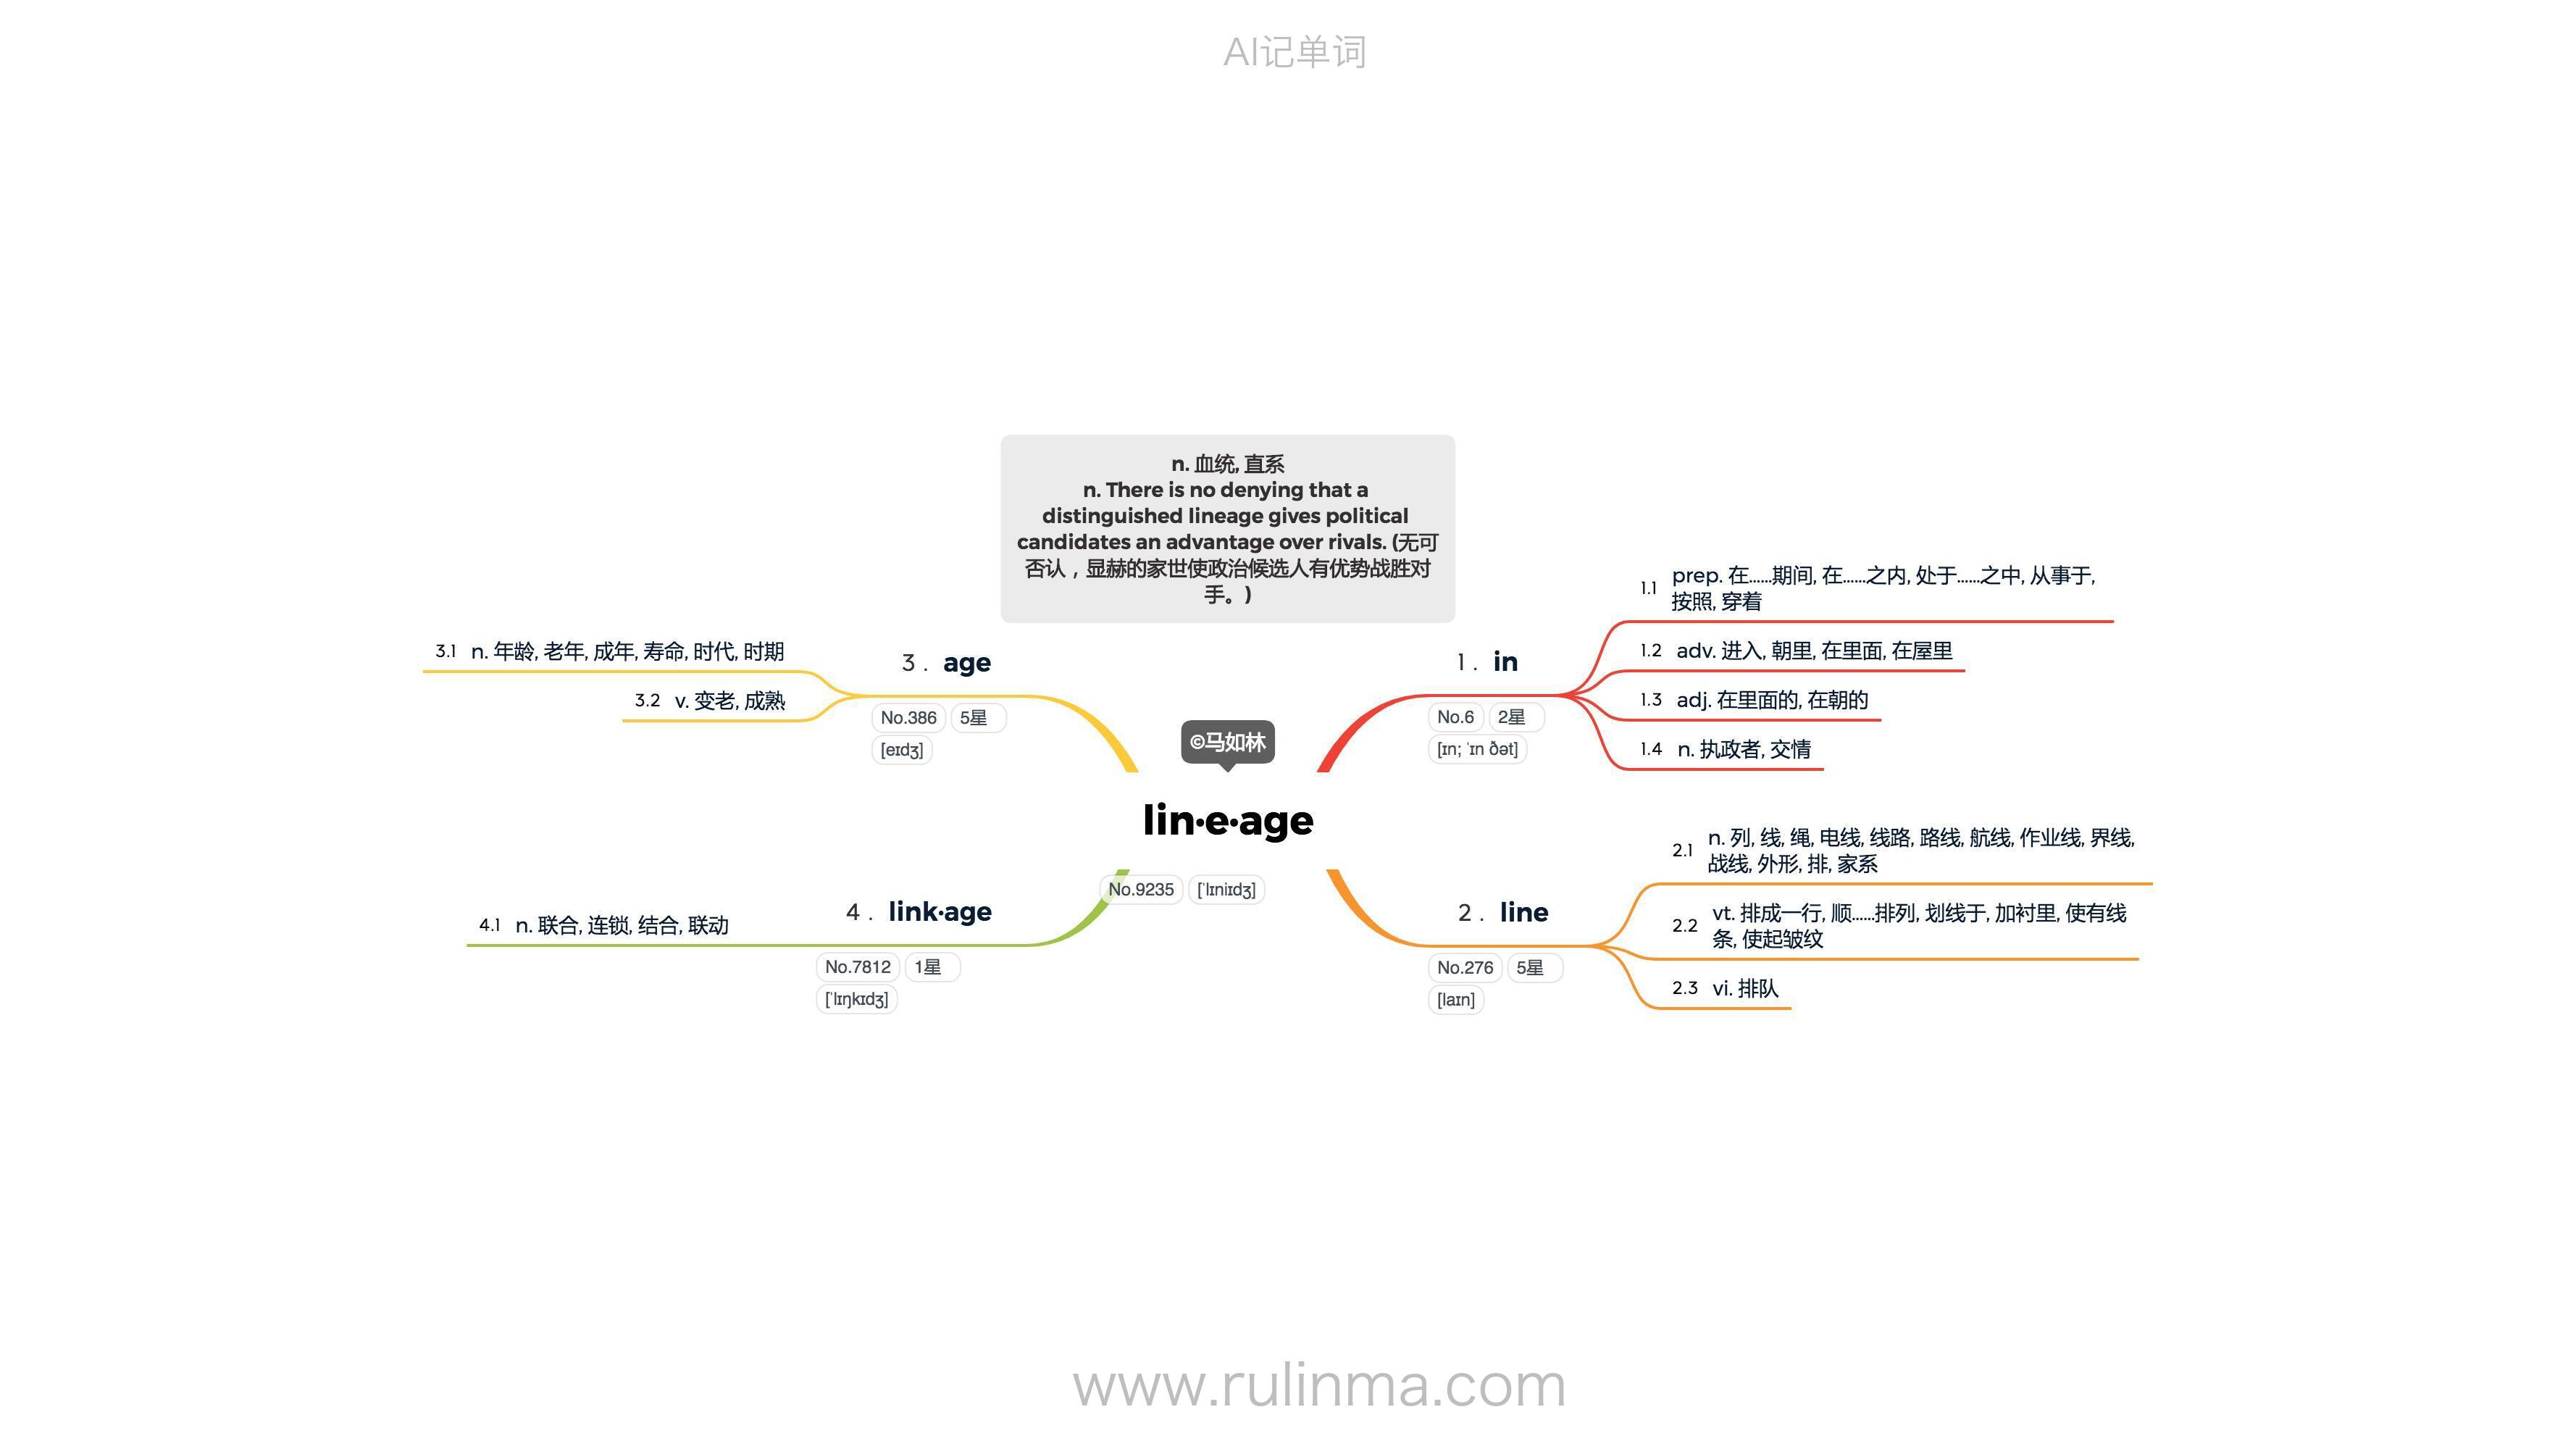 AI记单词
n. 血统, 直系
n. There is no denying that a
distinguished lineage gives political
candidates an advantage over rivals. (无可
否认，显赫的家世使政治候选人有优势战胜对
手。)
©马如林
lin·e·age
No.9235 [ˈlɪniɪdʒ]
1 . in
No.6 2星
[ɪn; ˈɪn ðət]
1.1 prep. 在……期间, 在……之内, 处于……之中, 从事于,
按照, 穿着
1.2 adv. 进入, 朝里, 在里面, 在屋里
1.3 adj. 在里面的, 在朝的
1.4 n. 执政者, 交情
2 . line
No.276 5星
[laɪn]
2.1 n. 列, 线, 绳, 电线, 线路, 路线, 航线, 作业线, 界线,
战线, 外形, 排, 家系
2.2 vt. 排成一行, 顺……排列, 划线于, 加衬里, 使有线
条, 使起皱纹
2.3 vi. 排队
3 . age
No.386 5星
[eɪdʒ]
3.1 n. 年龄, 老年, 成年, 寿命, 时代, 时期
3.2 v. 变老, 成熟
4 . link·age
No.7812 1星
[ˈlɪŋkɪdʒ]
4.1 n. 联合, 连锁, 结合, 联动
www.rulinma.com